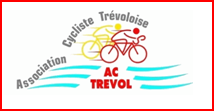 Association Cycliste Trévoloise
AC
TREVOL